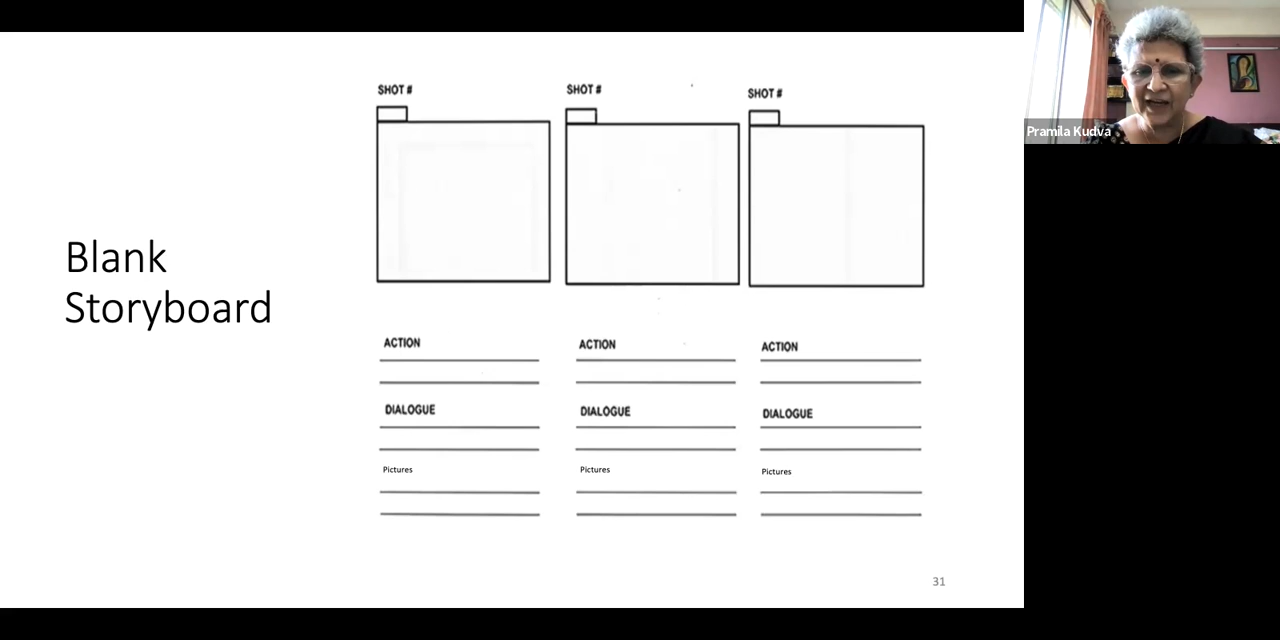 Blank
Storyboard
SHOT #
SHOT #
SHOT #
ACTION
ACTION
ACTION
DIALOGUE
DIALOGUE
DIALOGUE
Pictures
Pictures
Pictures
31
Pramila Kudva